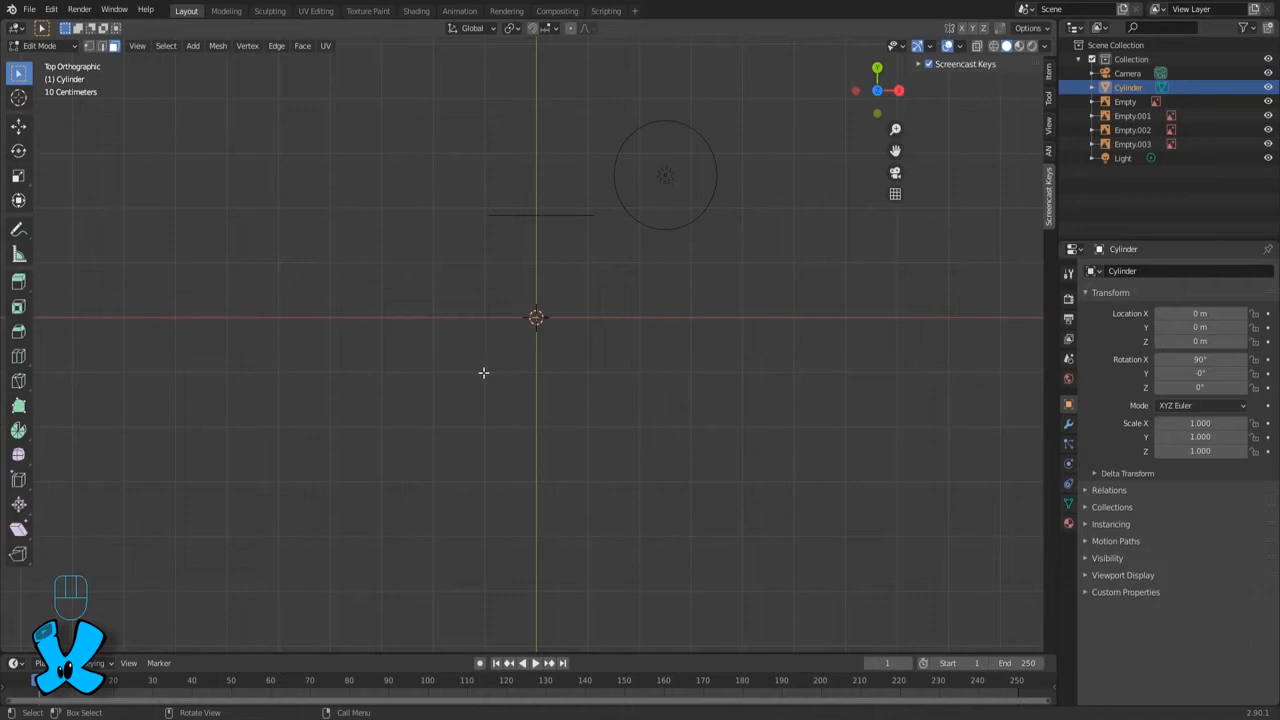 File Edit Render Window Help Layout Modeling Sculpting UV Editing Texture Paint Shading Animation Rendering Compositing Scripting + Scene View Layer
Global X Y Z Options
Edit Mode View Select Add Mesh Vertex Edge Face UV
Top Orthographic
(1) Cylinder
10 Centimeters
Y
Z
X
Screencast Keys
Item
Tool
View
AN
Screencast Keys
Scene Collection
Collection
Camera
Cylinder
Empty
Empty.001
Empty.002
Empty.003
Light
Cylinder
Cylinder
Transform
Location X 0 m
Y 0 m
Z 0 m
Rotation X 90°
Y -0°
Z 0°
Mode XYZ Euler
Scale X 1.000
Y 1.000
Z 1.000
Delta Transform
Relations
Collections
Instancing
Motion Paths
Visibility
Viewport Display
Custom Properties
View Marker 1 Start 1 End 250
20 30 40 50 60 70 80 90 100 110 120 130 140 150 160 170 180 190 200 210 220 230 240 250
Select Box Select Rotate View Call Menu 2.90.1